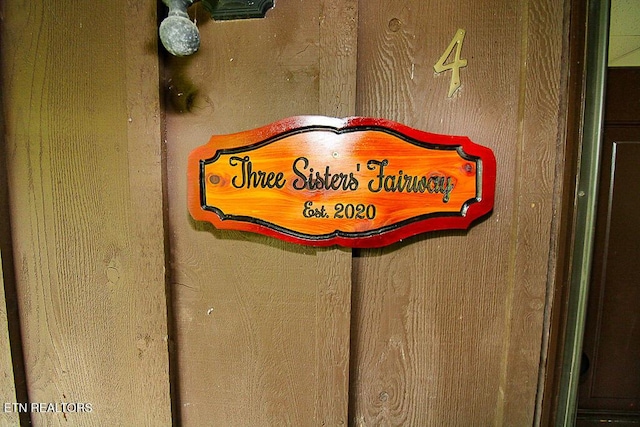 4
Three Sisters' Fairway
Est. 2020
ETN REALTORS